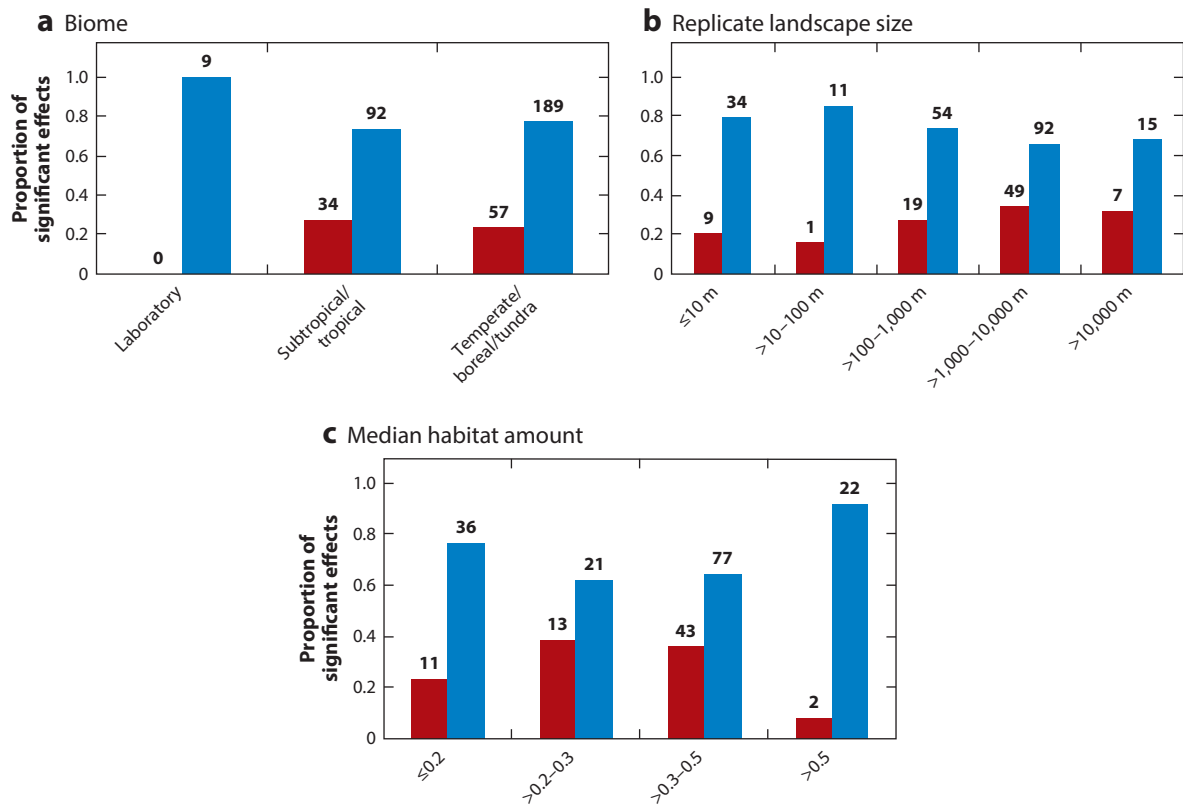 a Biome
Proportion of
significant effects
1.0
0.8
0.6
0.4
0.2
0
0
9
34
92
57
189
Laboratory
Subtropical/
tropical
Temperate/
boreal/tundra
b Replicate landscape size
1.0
0.8
0.6
0.4
0.2
0
9
34
1
11
19
54
49
92
7
15
≤10 m
>10–100 m
>100–1,000 m
>1,000–10,000 m
>10,000 m
c Median habitat amount
Proportion of
significant effects
1.0
0.8
0.6
0.4
0.2
0
11
36
13
21
43
77
2
22
≤0.2
>0.2–0.3
>0.3–0.5
>0.5